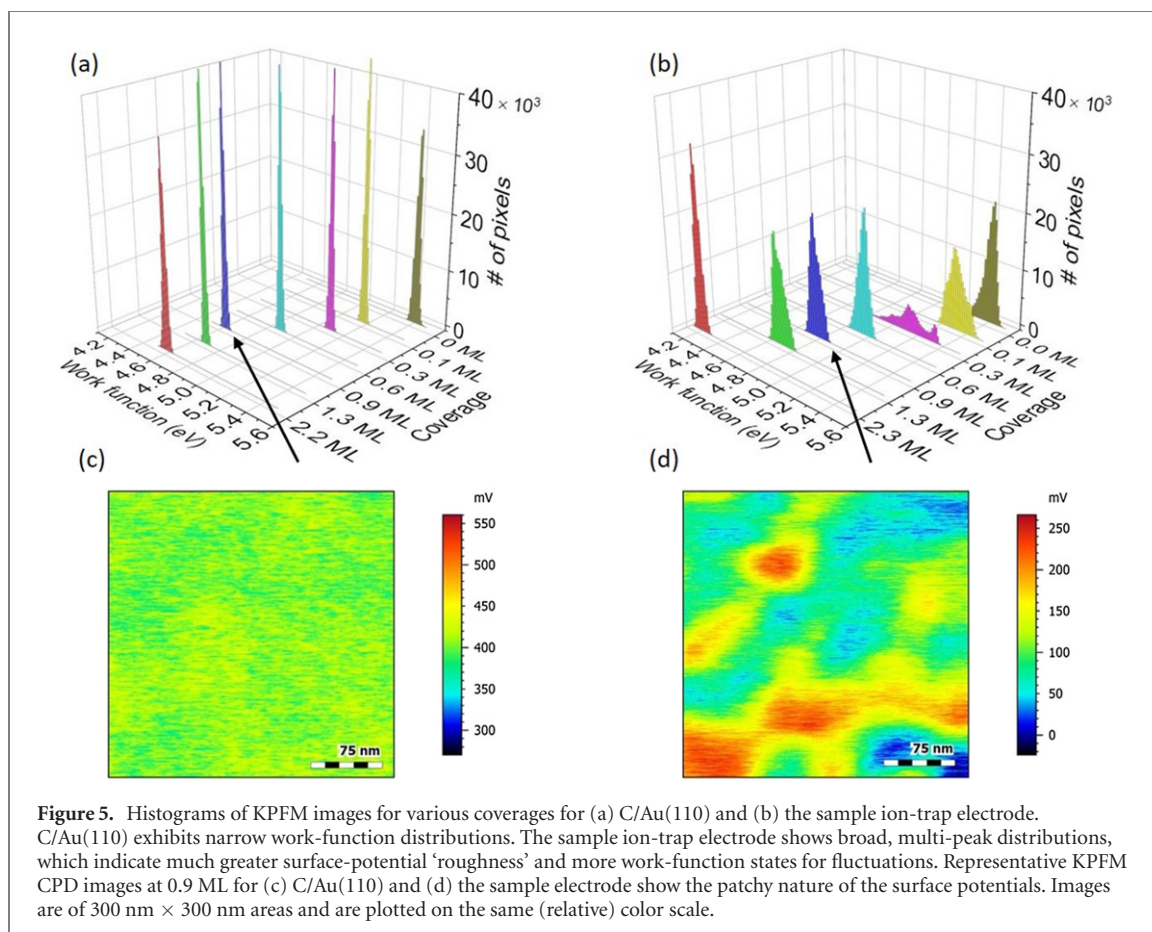 (a)
40 × 10³
30
20
10
0
# of pixels
4.2
4.4
4.6
4.8
5.0
5.2
5.4
5.6
Work function (eV)
0 ML
0.1 ML
0.3 ML
0.6 ML
0.9 ML
1.3 ML
2.2 ML
Coverage
(b)
40 × 10³
30
20
10
0
# of pixels
4.2
4.4
4.6
4.8
5.0
5.2
5.4
5.6
Work function (eV)
0.0 ML
0.1 ML
0.3 ML
0.6 ML
0.9 ML
1.3 ML
2.3 ML
Coverage
(c)
mV
550
500
450
400
350
300
75 nm
(d)
mV
250
200
150
100
50
0
75 nm
Figure 5. Histograms of KPFM images for various coverages for (a) C/Au(110) and (b) the sample ion-trap electrode.
C/Au(110) exhibits narrow work-function distributions. The sample ion-trap electrode shows broad, multi-peak distributions,
which indicate much greater surface-potential ‘roughness’ and more work-function states for fluctuations. Representative KPFM
CPD images at 0.9 ML for (c) C/Au(110) and (d) the sample electrode show the patchy nature of the surface potentials. Images
are of 300 nm × 300 nm areas and are plotted on the same (relative) color scale.